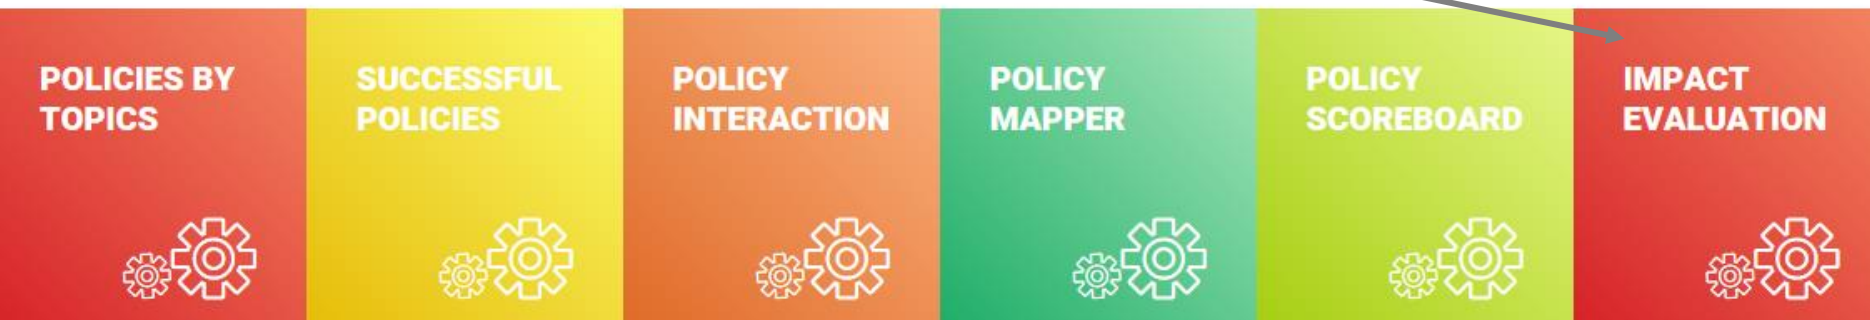 POLICIES BY
TOPICS
SUCCESSFUL
POLICIES
POLICY
INTERACTION
POLICY
MAPPER
POLICY
SCOREBOARD
IMPACT
EVALUATION